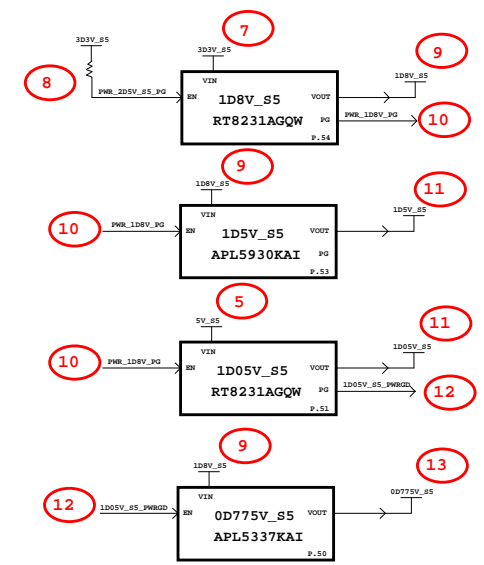 7
3D3V_S5
3D3V_S5
9
8
VIN
1D8V_S5
PWR_2D5V_S5_PG
EN
1D8V_S5
VOUT
RT8231AGQW
PG
PWR_1D8V_PG
10
P.54
9
1D8V_S5
11
VIN
1D5V_S5
10
PWR_1D8V_PG
EN
1D5V_S5
VOUT
APL5930KAI
PG
P.53
5
5V_S5
11
VIN
1D05V_S5
10
PWR_1D8V_PG
EN
1D05V_S5
VOUT
RT8231AGQW
PG
1D05V_S5_PWRGD
12
P.51
9
1D8V_S5
13
VIN
0D775V_S5
12
1D05V_S5_PWRGD
EN
0D775V_S5
VOUT
APL5337KAI
P.50